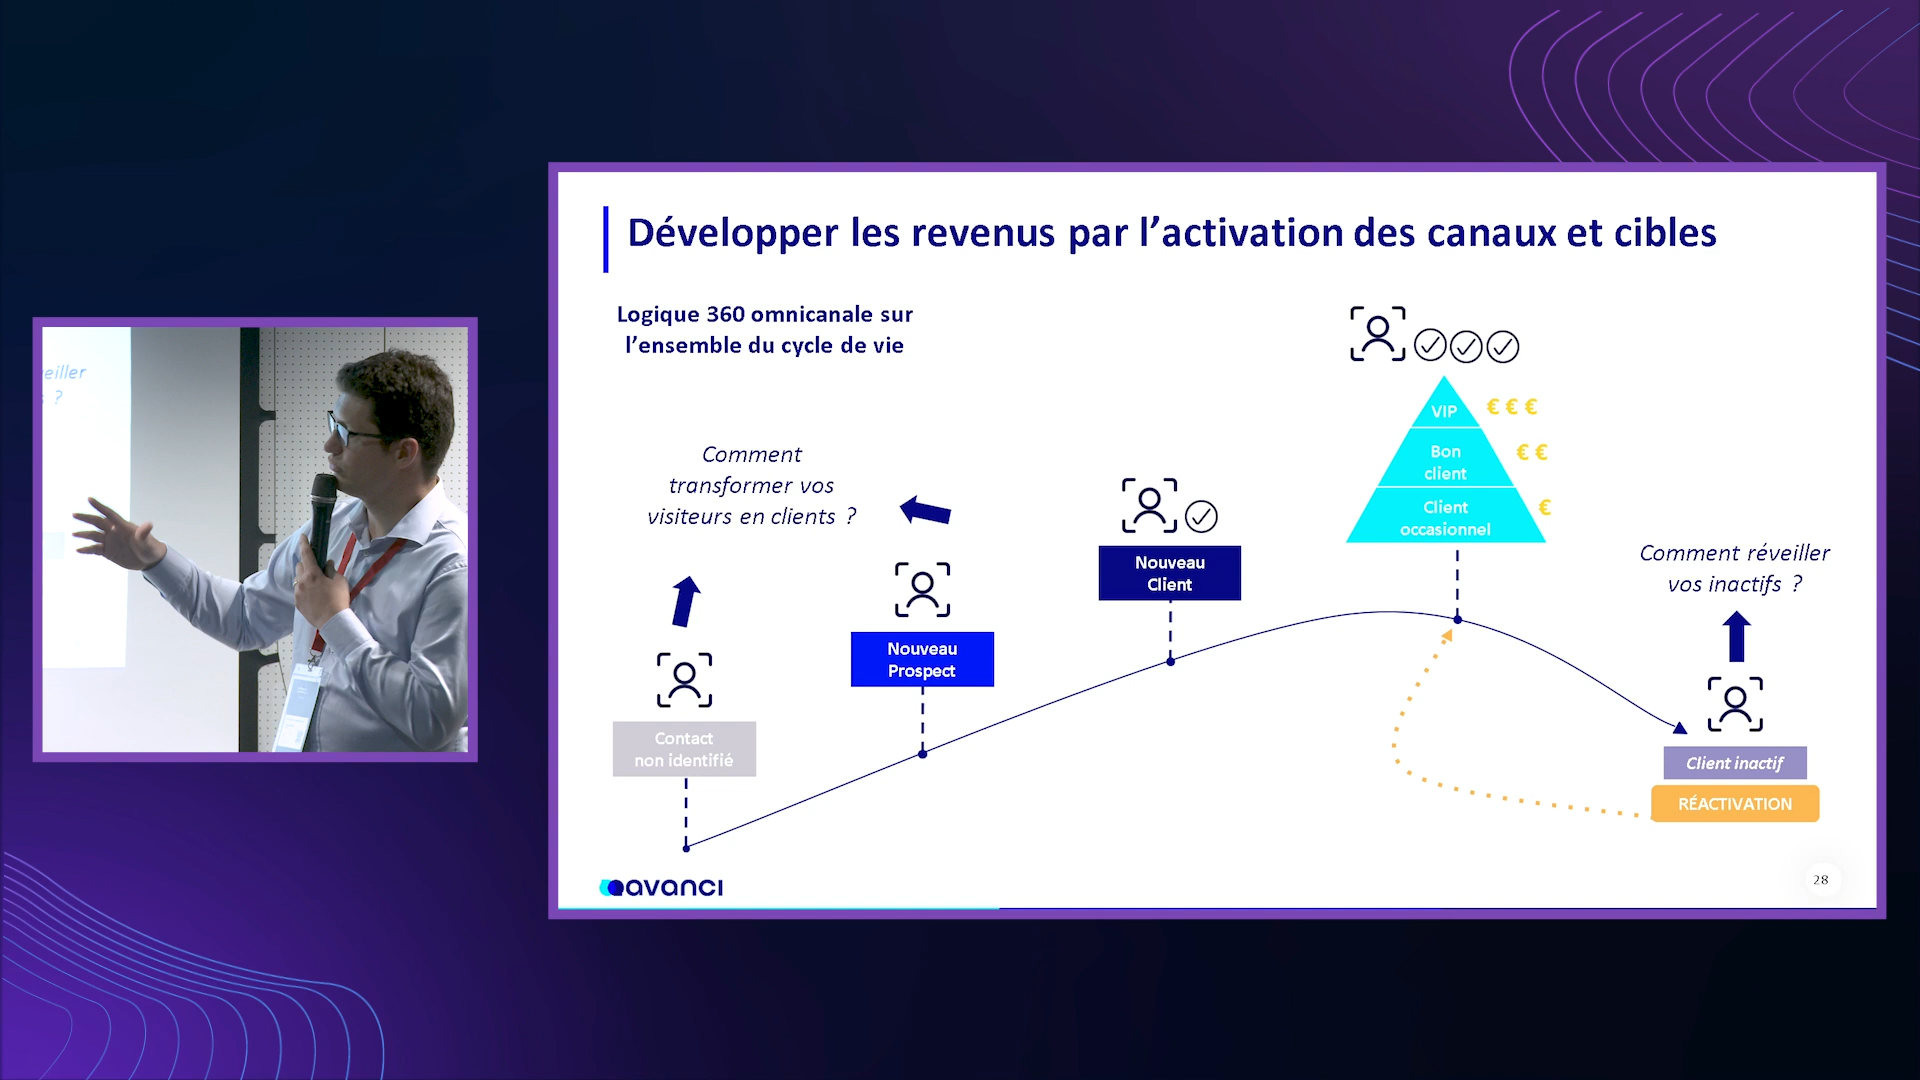 Développer les revenus par l’activation des canaux et cibles
Logique 360 omnicanale sur
l’ensemble du cycle de vie
Comment
transformer vos
visiteurs en clients ?
Contact
non identifié
Nouveau
Prospect
Nouveau
Client
VIP
€ € €
Bon
client
€ €
Client
occasionnel
€
Comment réveiller
vos inactifs ?
Client inactif
RÉACTIVATION
avanci
28
eiller
?